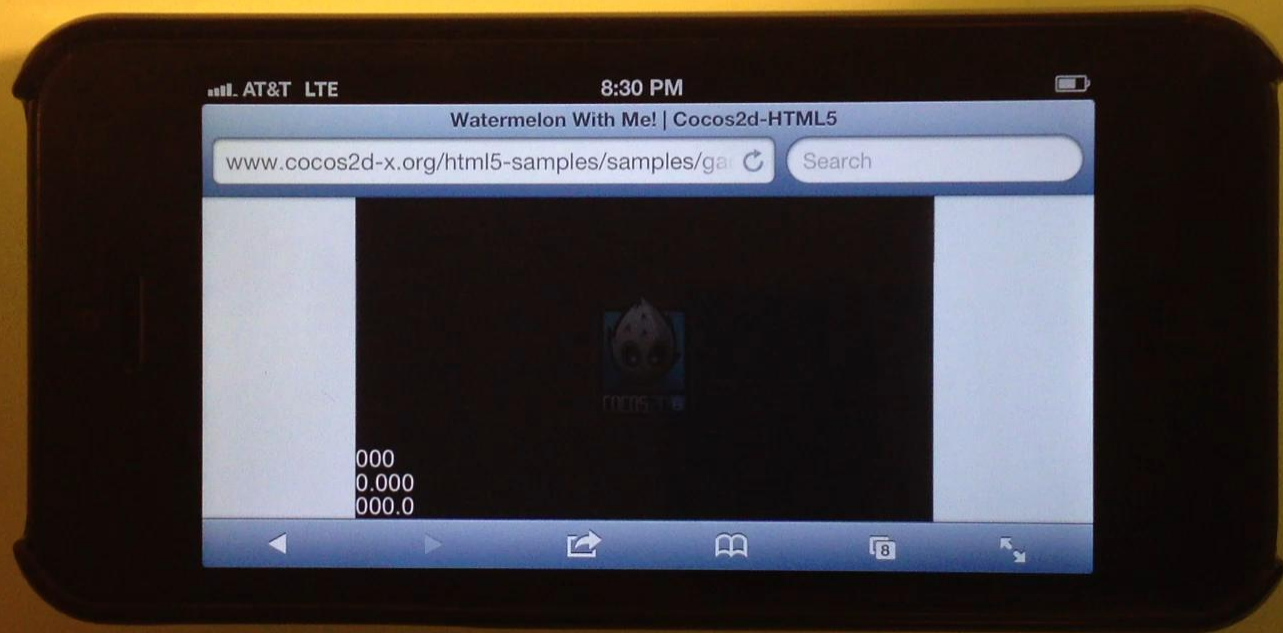 AT&T LTE 8:30 PM
Watermelon With Me! | Cocos2d-HTML5
www.cocos2d-x.org/html5-samples/samples/ga Search
000
0.000
000.0
8